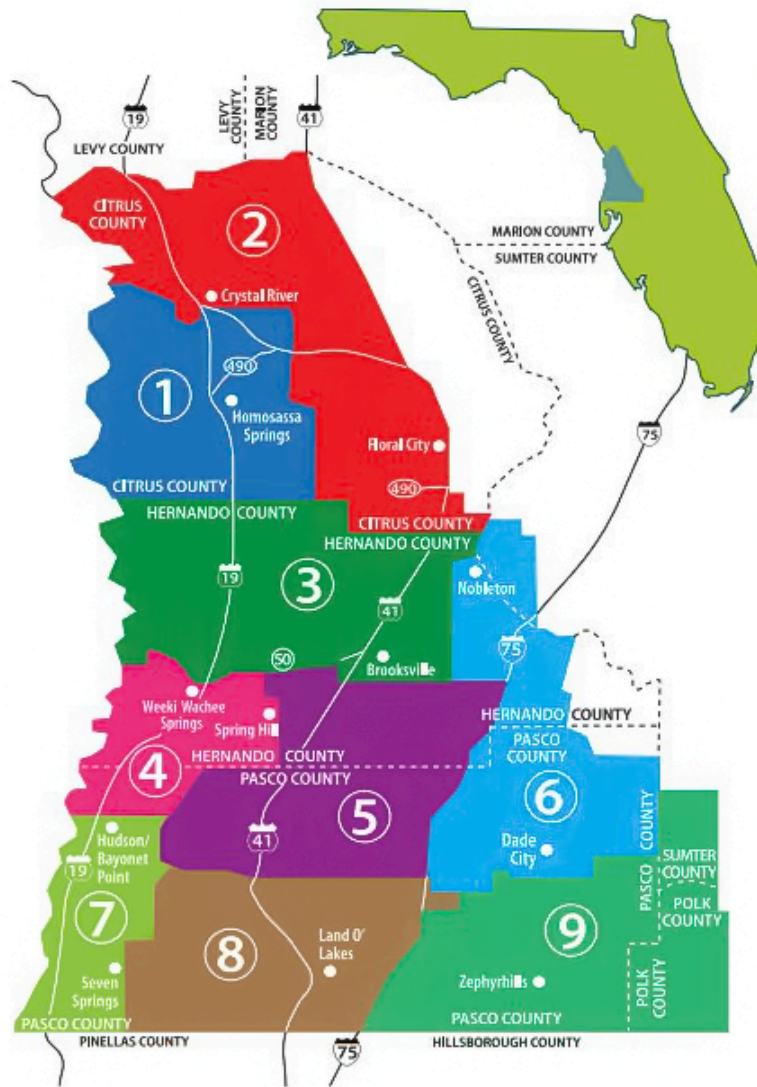 19
LEVY COUNTY
MARION COUNTY
41
LEVY COUNTY
CITRUS
COUNTY
2
MARION COUNTY
SUMTER COUNTY
CITRUS COUNTY
Crystal River
1
490
Homosassa
Springs
75
Floral City
490
CITRUS COUNTY
HERNANDO COUNTY
CITRUS COUNTY
HERNANDO COUNTY
3
19
41
Nobleton
50
Brooksville
75
Weeki Wachee
Springs
Spring Hill
HERNANDO COUNTY
PASCO COUNTY
HERNANDO COUNTY
PASCO
COUNTY
4
5
6
41
Hudson/
Bayonet
Point
19
Dade
City
PASCO COUNTY
SUMTER
COUNTY
POLK
COUNTY
7
8
9
Land O'
Lakes
Seven
Springs
Zephyrhills
POLK
COUNTY
PASCO COUNTY
PASCO COUNTY
PINELLAS COUNTY
75
HILLSBOROUGH COUNTY